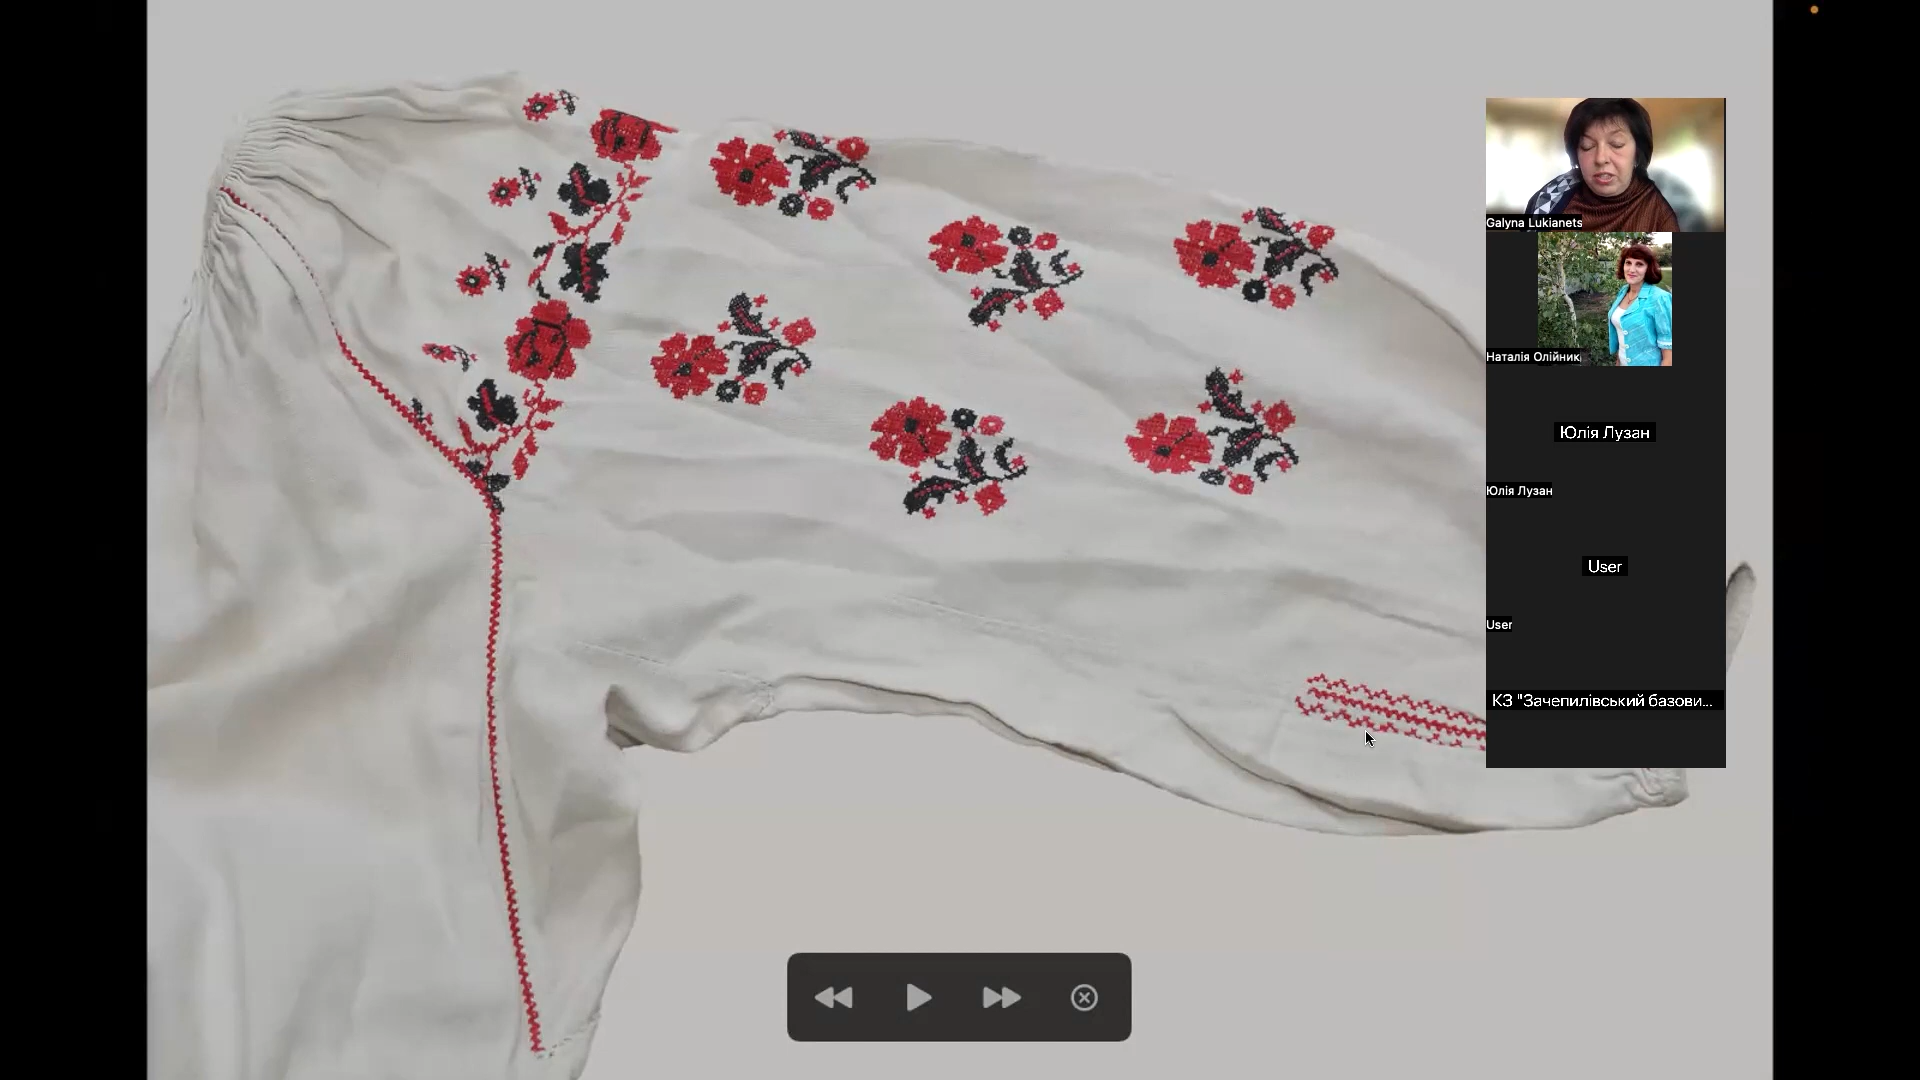 Galyna Lukianets
Наталія Олійник
Юлія Лузан
Юлія Лузан
User
User
КЗ "Зачепилівський базови...